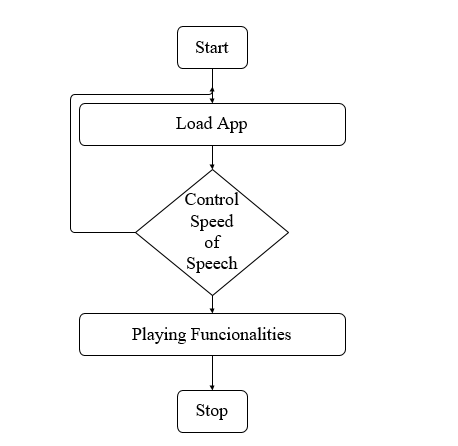 Start
Load App
Control
Speed
of
Speech
Playing Funcionalities
Stop